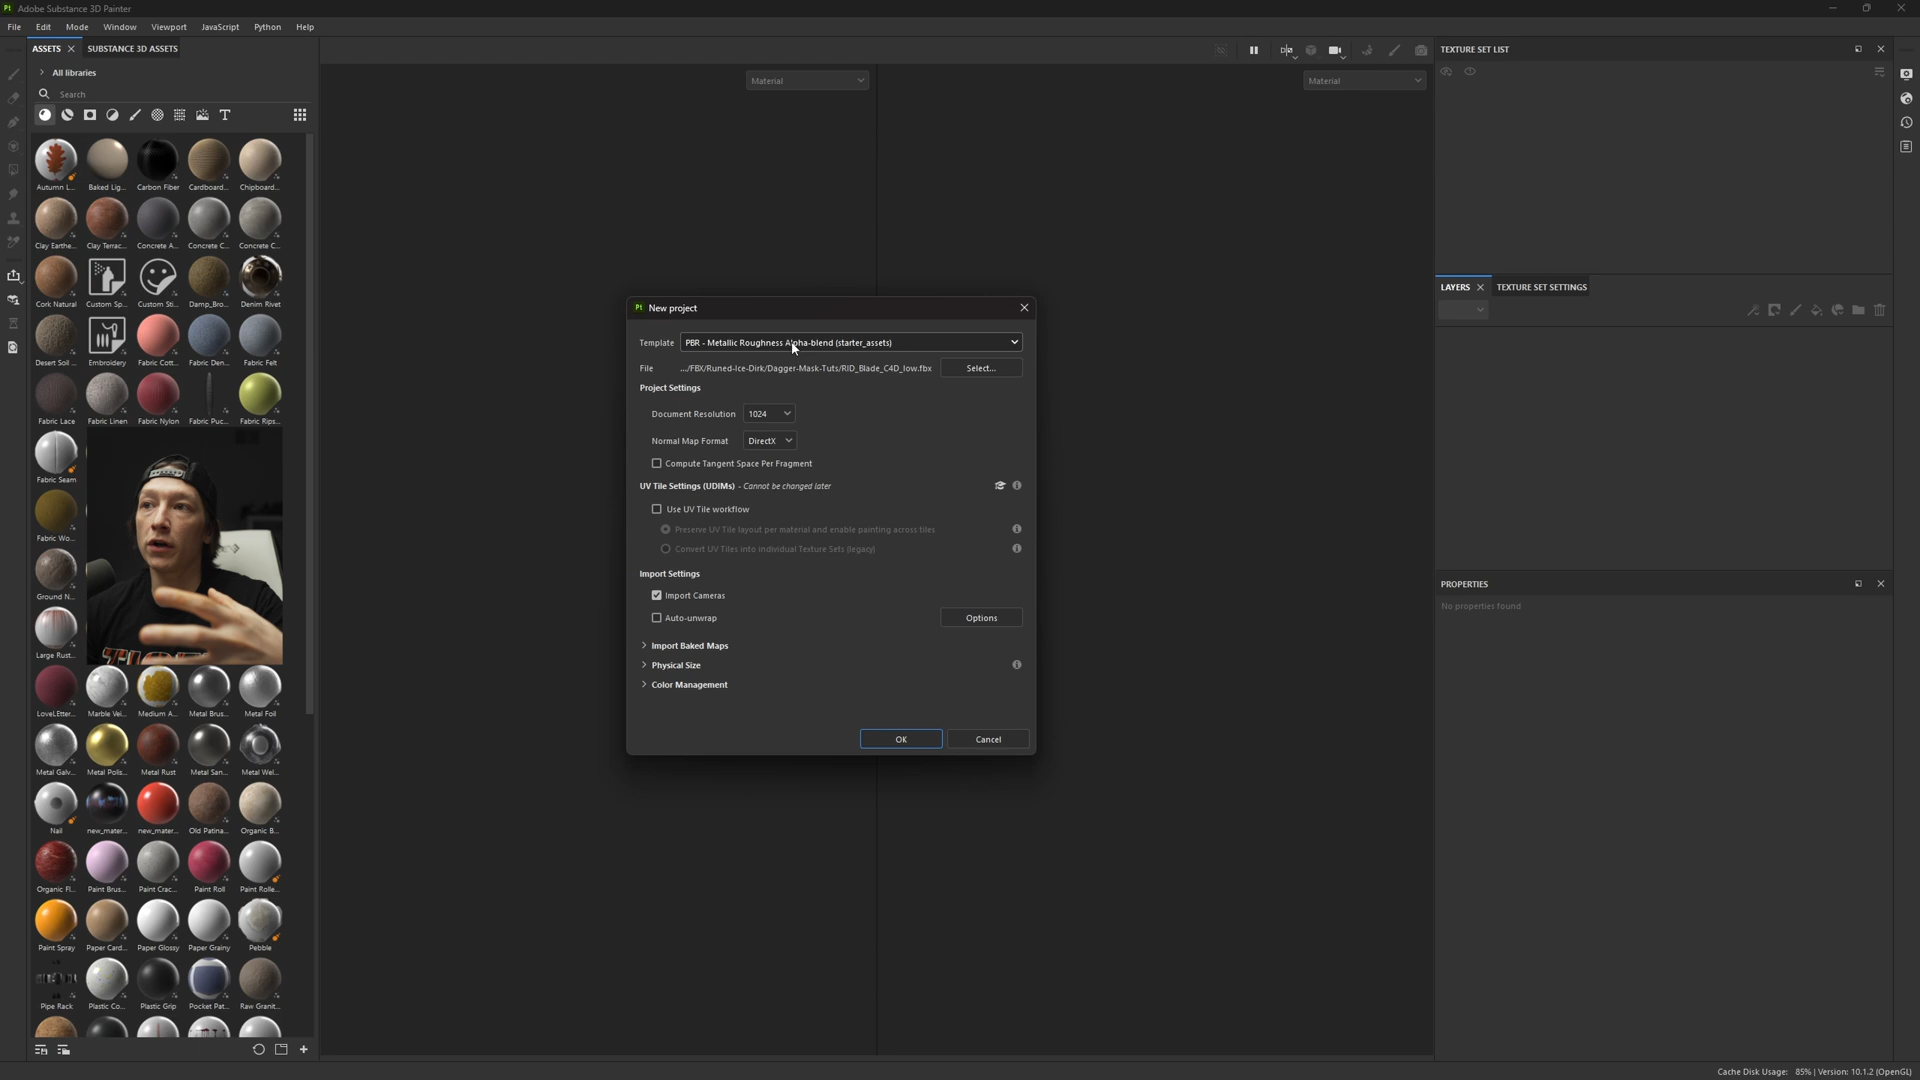 Pt Adobe Substance 3D Painter
File Edit Mode Window Viewport JavaScript Python Help
ASSETS SUBSTANCE 3D ASSETS
All libraries
Search
Autumn L... Baked Lig... Carbon Fiber Cardboard... Chipboard...
Clay Earthe... Clay Terrac... Concrete A... Concrete C... Concrete C...
Cork Natural Custom Sp... Custom Sti... Damp_Bro... Denim Rivet
Desert Soil ... Embroidery Fabric Cott... Fabric Den... Fabric Felt
Fabric Lace Fabric Linen Fabric Nylon Fabric Puc... Fabric Rips...
Fabric Seam
Fabric Wo...
Ground N...
Large Rust...
LoveLEtter... Marble Vei... Medium A... Metal Brus... Metal Foil
Metal Galv... Metal Polis... Metal Rust Metal San... Metal Wel...
Nail new_mater... new_mater... Old Patina... Organic B...
Organic Fl... Paint Brus... Paint Crac... Paint Roll Paint Rolle...
Paint Spray Paper Card... Paper Glossy Paper Grainy Pebble
Pipe Rack Plastic Co... Plastic Grip Pocket Pat... Raw Granit...
Material
Material
Pt New project
Template PBR - Metallic Roughness Alpha-blend (starter_assets)
File .../FBX/Runed-Ice-Dirk/Dagger-Mask-Tuts/RID_Blade_C4D_low.fbx Select...
Project Settings
Document Resolution 1024
Normal Map Format DirectX
Compute Tangent Space Per Fragment
UV Tile Settings (UDIMs) - Cannot be changed later
Use UV Tile workflow
Preserve UV Tile layout per material and enable painting across tiles
Convert UV Tiles into individual Texture Sets (legacy)
Import Settings
Import Cameras
Auto-unwrap Options
Import Baked Maps
Physical Size
Color Management
OK Cancel
TEXTURE SET LIST
LAYERS TEXTURE SET SETTINGS
PROPERTIES
No properties found
Cache Disk Usage: 85% | Version: 10.1.2 (OpenGL)